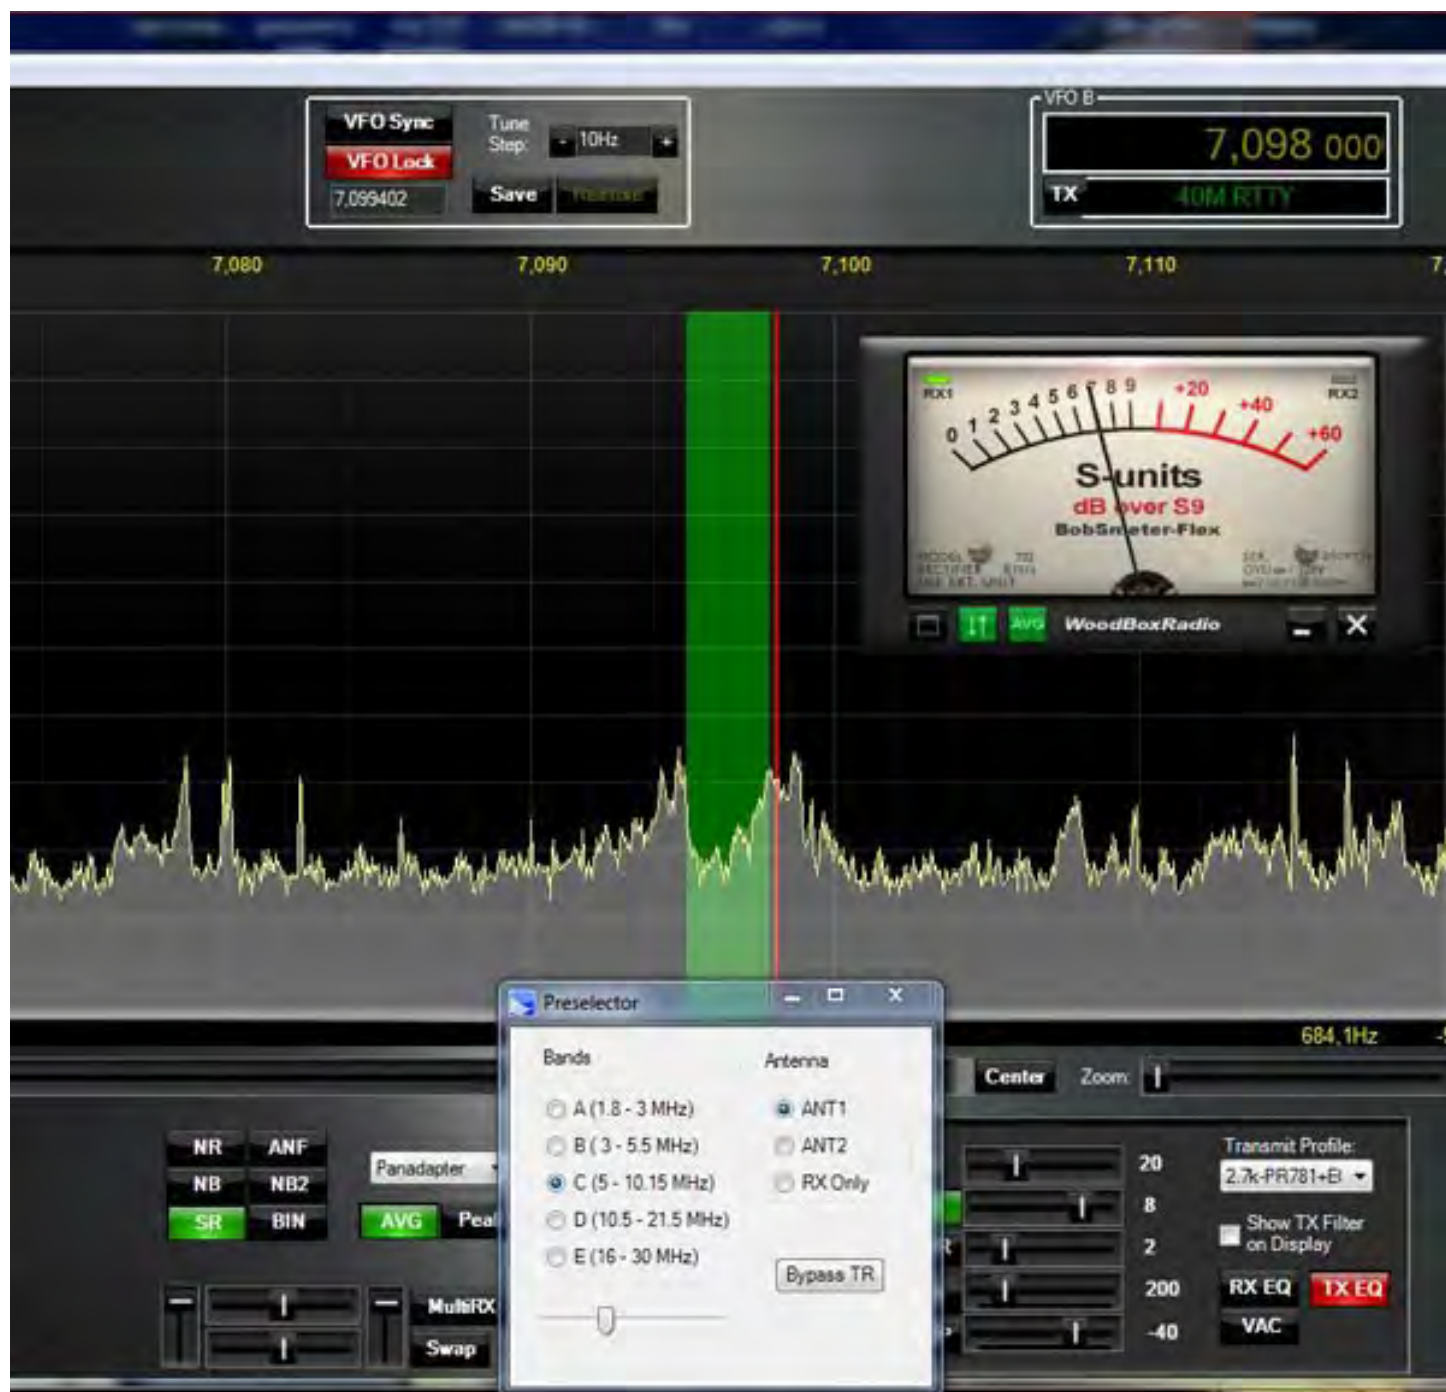 VFO Sync
VFO Lock
7.099402
Tune
Step:
- 10Hz +
Save
VFO B
7,098 000
TX 40M RTTY
7,080 7,090 7,100 7,110 7,
RX1
RX2
0 1 2 3 4 5 6 7 8 9 +20 +40 +60
S-units
dB over S9
BobSmeter-Flex
MODEL
AVG WoodBoxRadio
684,1Hz
Preselector
Bands
A (1.8 - 3 MHz)
B ( 3 - 5.5 MHz)
C (5 - 10.15 MHz)
D (10.5 - 21.5 MHz)
E (16 - 30 MHz)
Antenna
ANT1
ANT2
RX Only
Bypass TR
Center Zoom:
NR ANF
NB NB2
SR BIN
Panadapter
AVG Peak
MultiRX
Swap
20
8
2
200
-40
Transmit Profile:
2.7k-PR781+E
Show TX Filter
on Display
RX EQ TX EQ
VAC